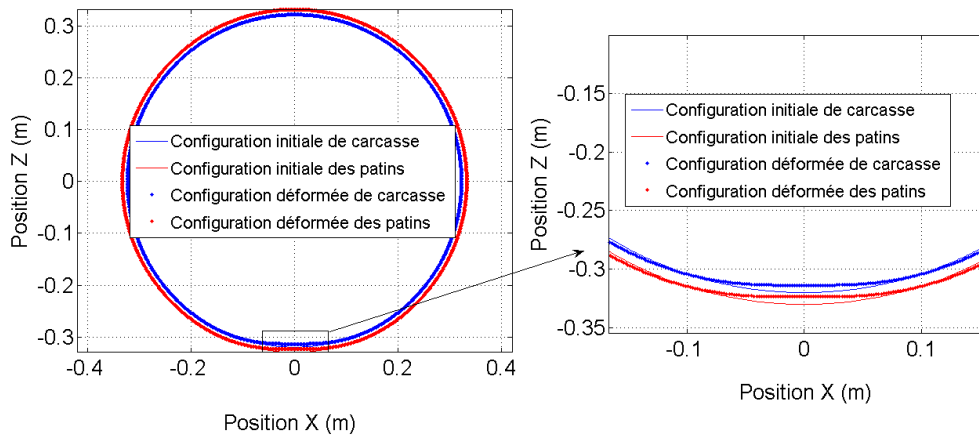 0.3
0.2
0.1
0
-0.1
-0.2
-0.3
Position Z (m)
Configuration initiale de carcasse
Configuration initiale des patins
Configuration déformée de carcasse
Configuration déformée des patins
-0.4
-0.2
0
0.2
0.4
Position X (m)
-0.15
-0.2
-0.25
-0.3
-0.35
Position Z (m)
Configuration initiale de carcasse
Configuration initiale des patins
Configuration déformée de carcasse
Configuration déformée des patins
-0.1
0
0.1
Position X (m)